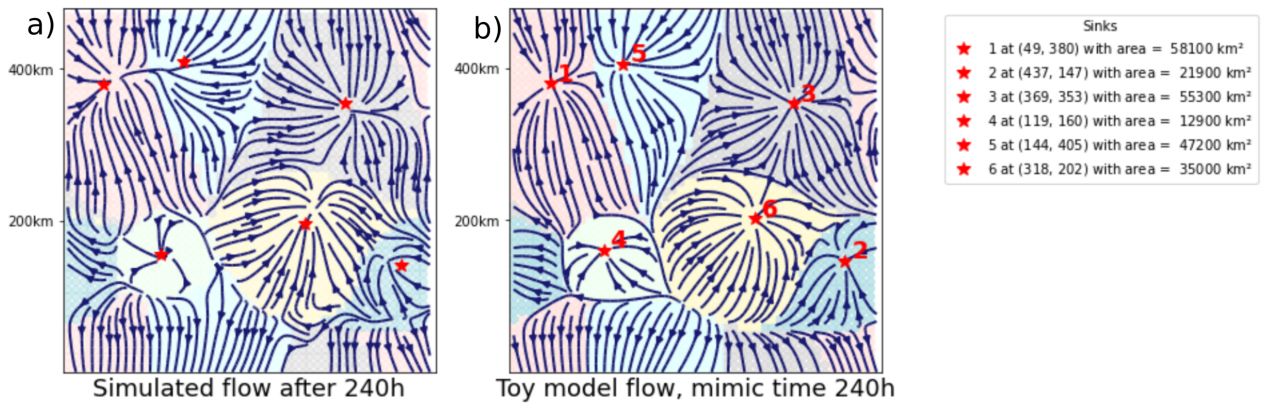 a)
400km
200km
Simulated flow after 240h
b)
400km
200km
1
5
3
4
6
2
Toy model flow, mimic time 240h
Sinks
1 at (49, 380) with area = 58100 km²
2 at (437, 147) with area = 21900 km²
3 at (369, 353) with area = 55300 km²
4 at (119, 160) with area = 12900 km²
5 at (144, 405) with area = 47200 km²
6 at (318, 202) with area = 35000 km²